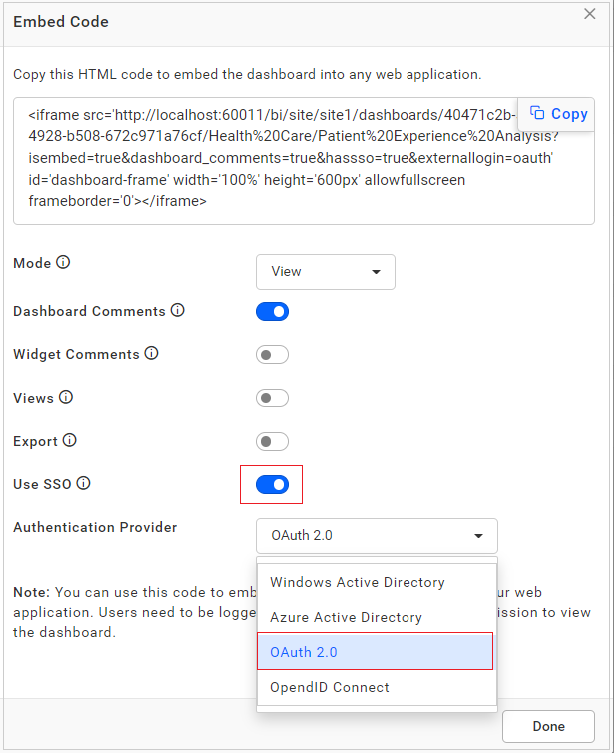 Embed Code
Copy this HTML code to embed the dashboard into any web application.
<iframe src='http://localhost:60011/bi/site/site1/dashboards/40471c2b-
Copy
4928-b508-672c971a76cf/Health%20Care/Patient%20Experience%20Analysis?
isembed=true&dashboard_comments=true&hassso=true&externallogin=oauth'
id='dashboard-frame' width='100%' height='600px' allowfullscreen
frameborder='0'></iframe>
Mode
View
Dashboard Comments
Widget Comments
Views
Export
Use SSO
Authentication Provider
OAuth 2.0
Windows Active Directory
Azure Active Directcry
OAuth 2.0
OpendID Connect
Note: You can use this code to emb ur web
application. Users need to be logge ission to view
the dashboard.
Done